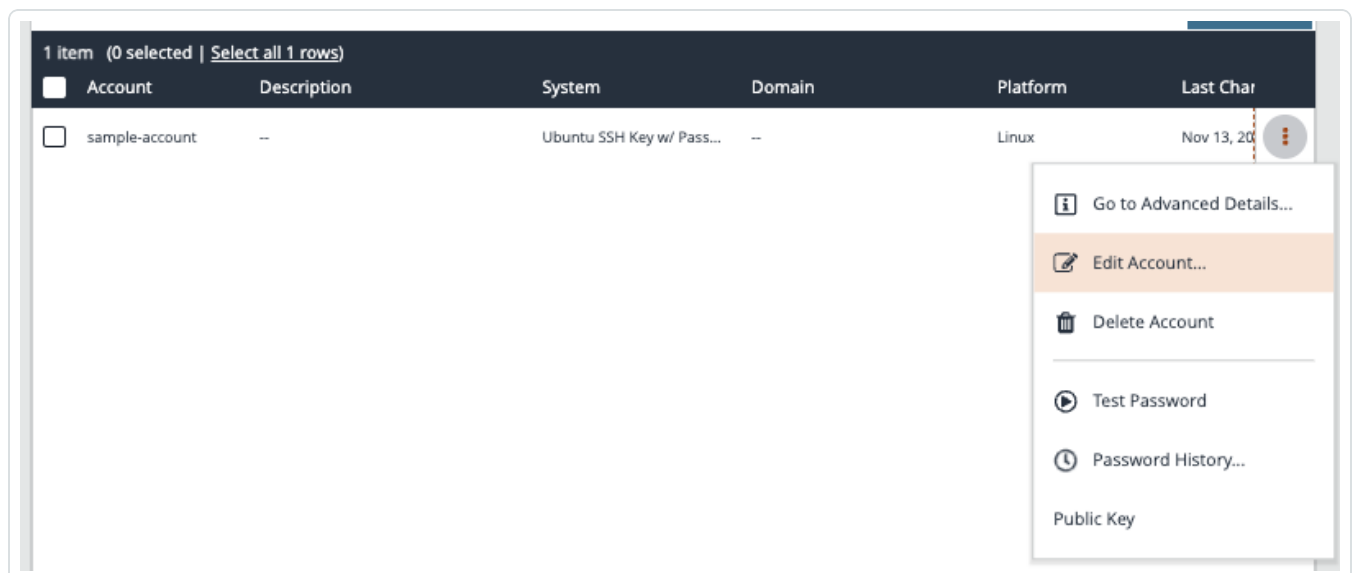 1 item (0 selected | Select all 1 rows)
Account Description System Domain Platform Last Char
sample-account -- Ubuntu SSH Key w/ Pass... -- Linux Nov 13, 20
Go to Advanced Details...
Edit Account...
Delete Account
Test Password
Password History...
Public Key